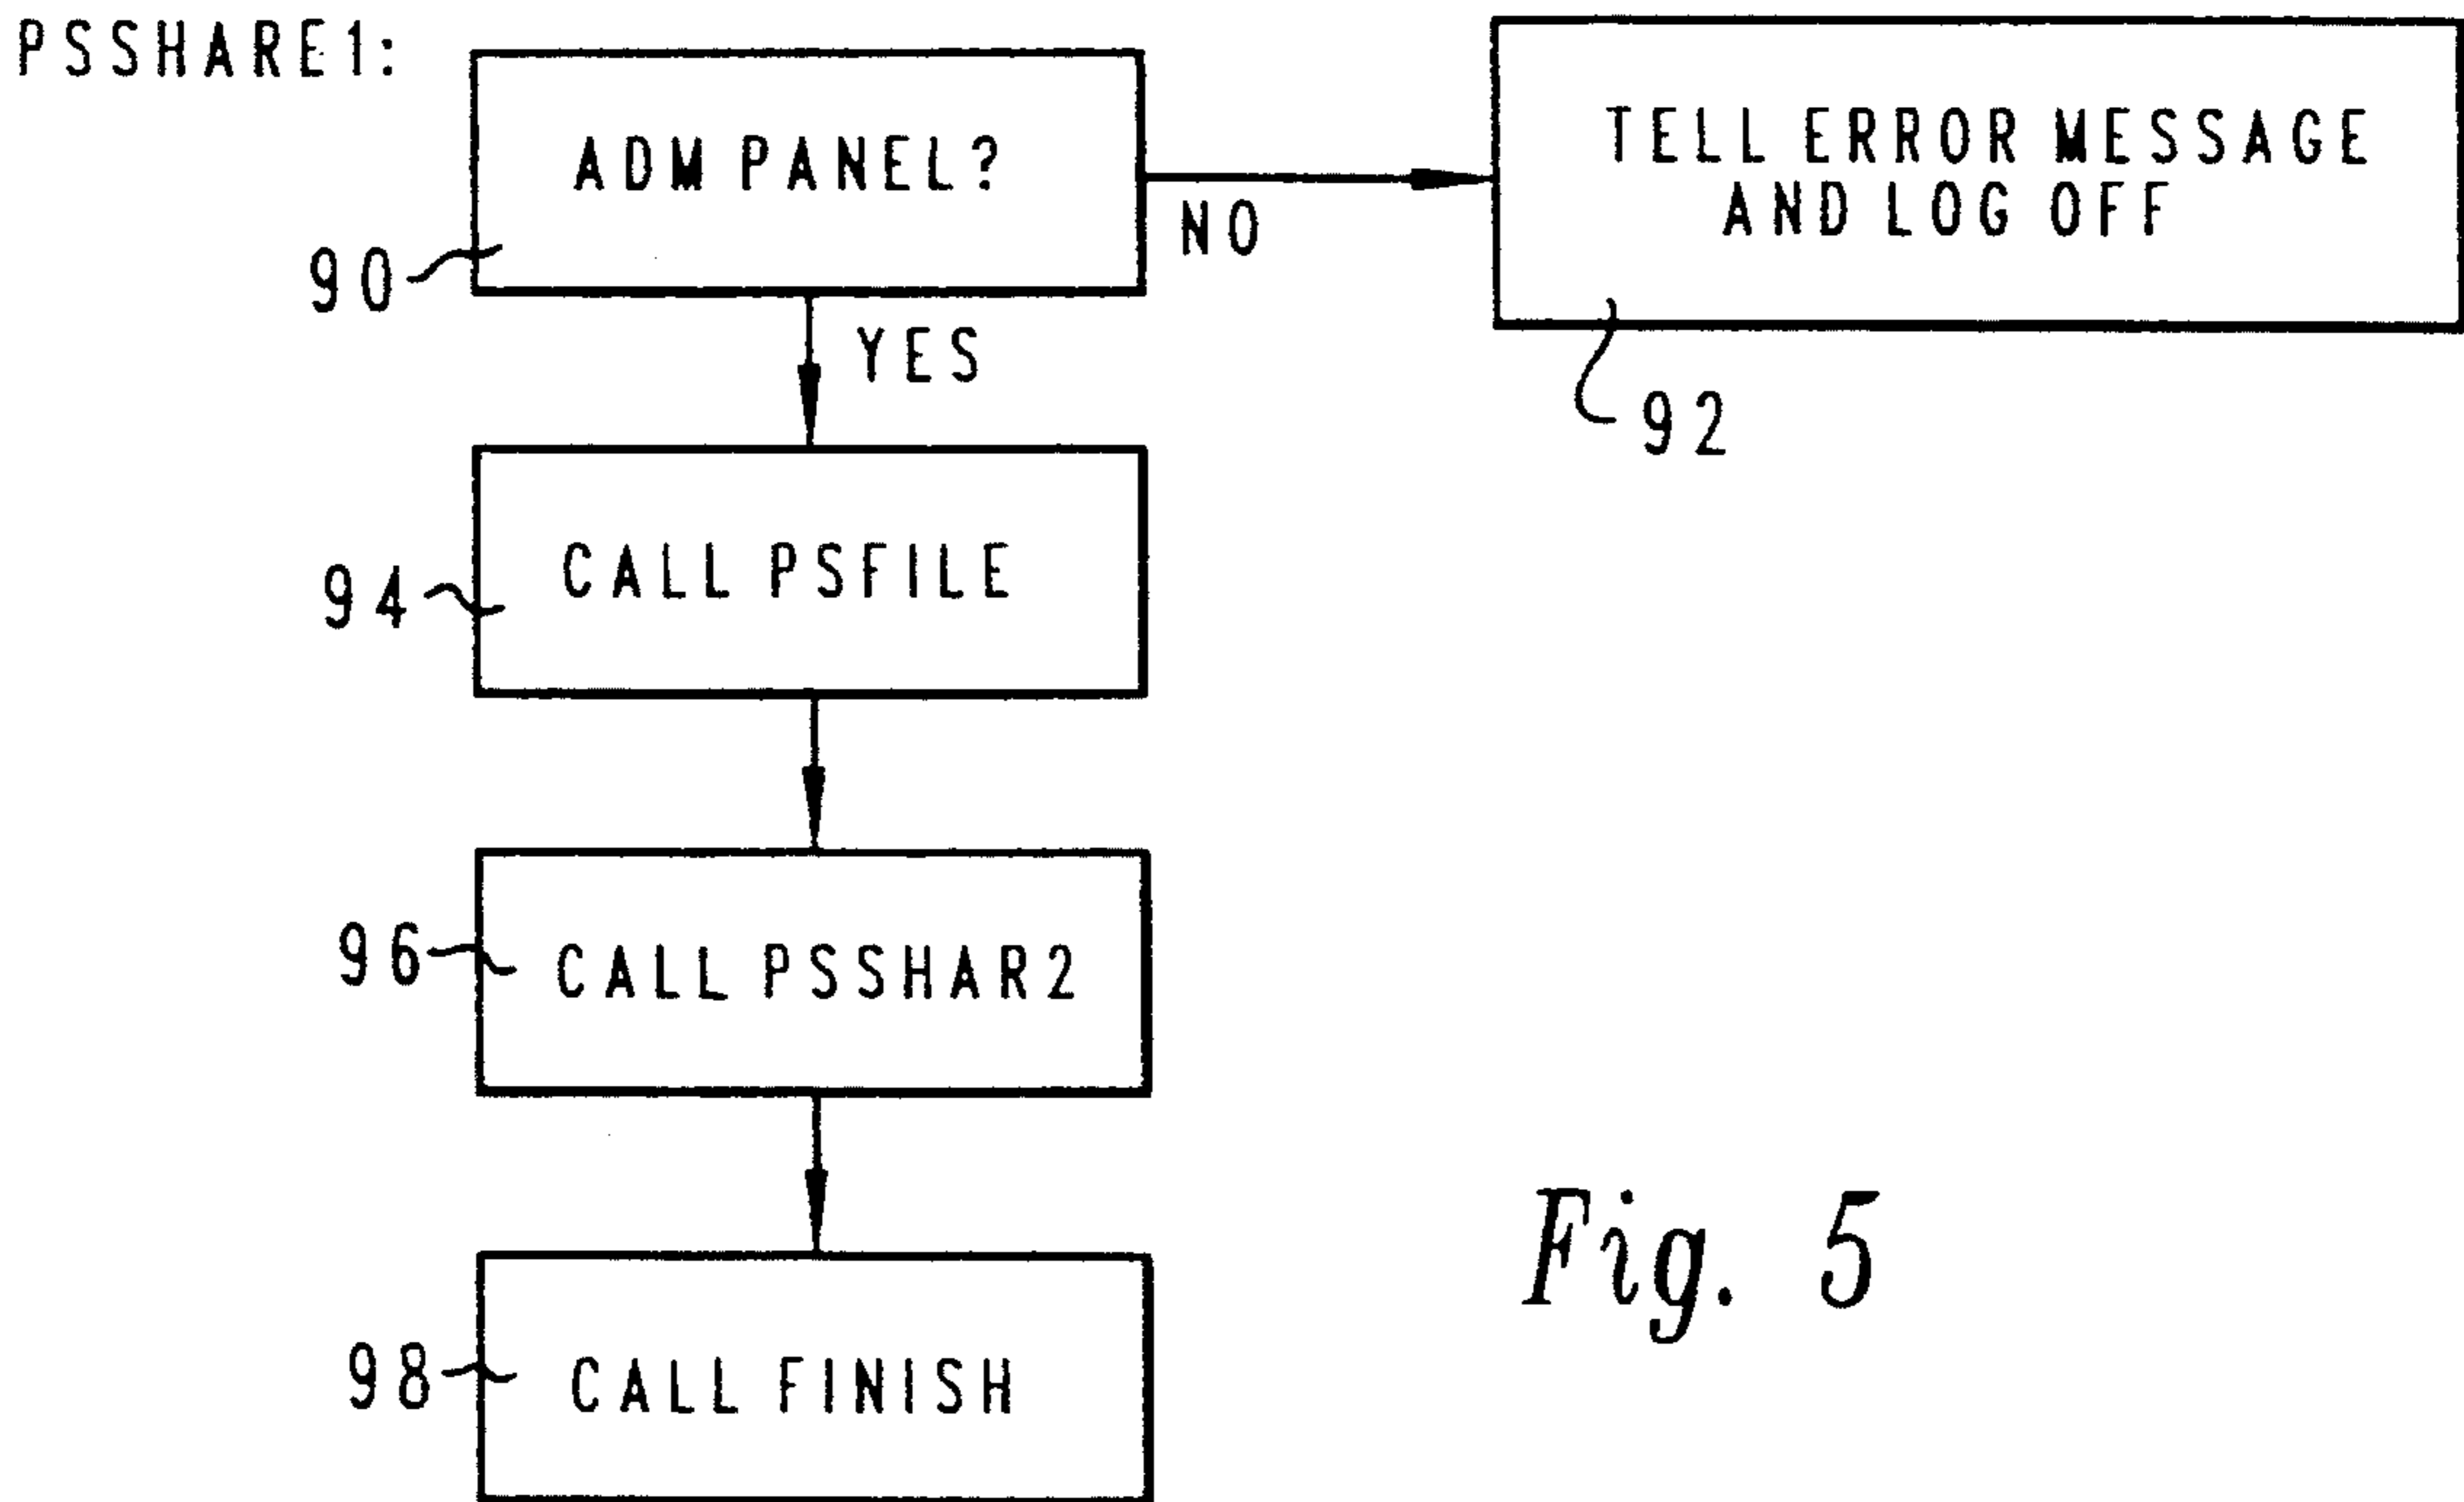 PSSHARE1:
ADM PANEL?
TELL ERROR MESSAGE
AND LOG OFF
NO
90
YES
92
CALL PSFILE
94
CALL PSSHAR2
96
Fig. 5
CALL FINISH
98